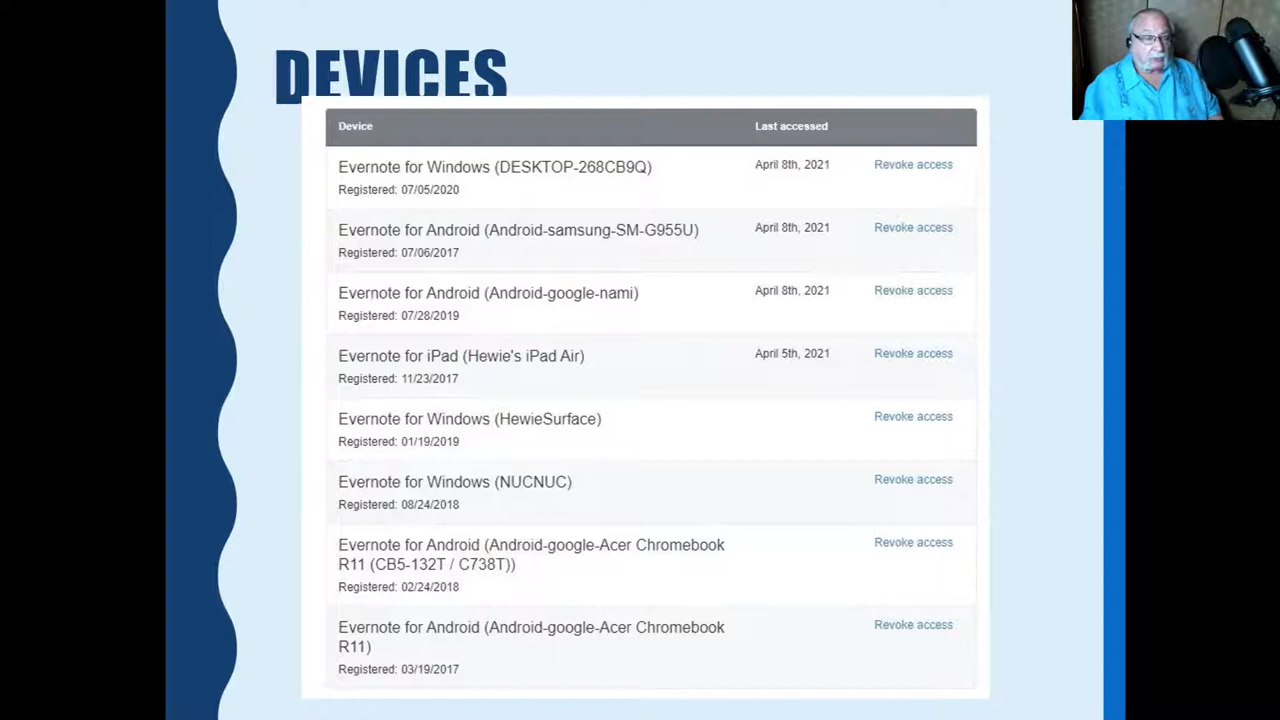 DEVICES
Device Last accessed
Evernote for Windows (DESKTOP-268CB9Q) April 8th, 2021 Revoke access
Registered: 07/05/2020
Evernote for Android (Android-samsung-SM-G955U) April 8th, 2021 Revoke access
Registered: 07/06/2017
Evernote for Android (Android-google-nami) April 8th, 2021 Revoke access
Registered: 07/28/2019
Evernote for iPad (Hewie's iPad Air) April 5th, 2021 Revoke access
Registered: 11/23/2017
Evernote for Windows (HewieSurface) Revoke access
Registered: 01/19/2019
Evernote for Windows (NUCNUC) Revoke access
Registered: 08/24/2018
Evernote for Android (Android-google-Acer Chromebook Revoke access
R11 (CB5-132T / C738T))
Registered: 02/24/2018
Evernote for Android (Android-google-Acer Chromebook Revoke access
R11)
Registered: 03/19/2017